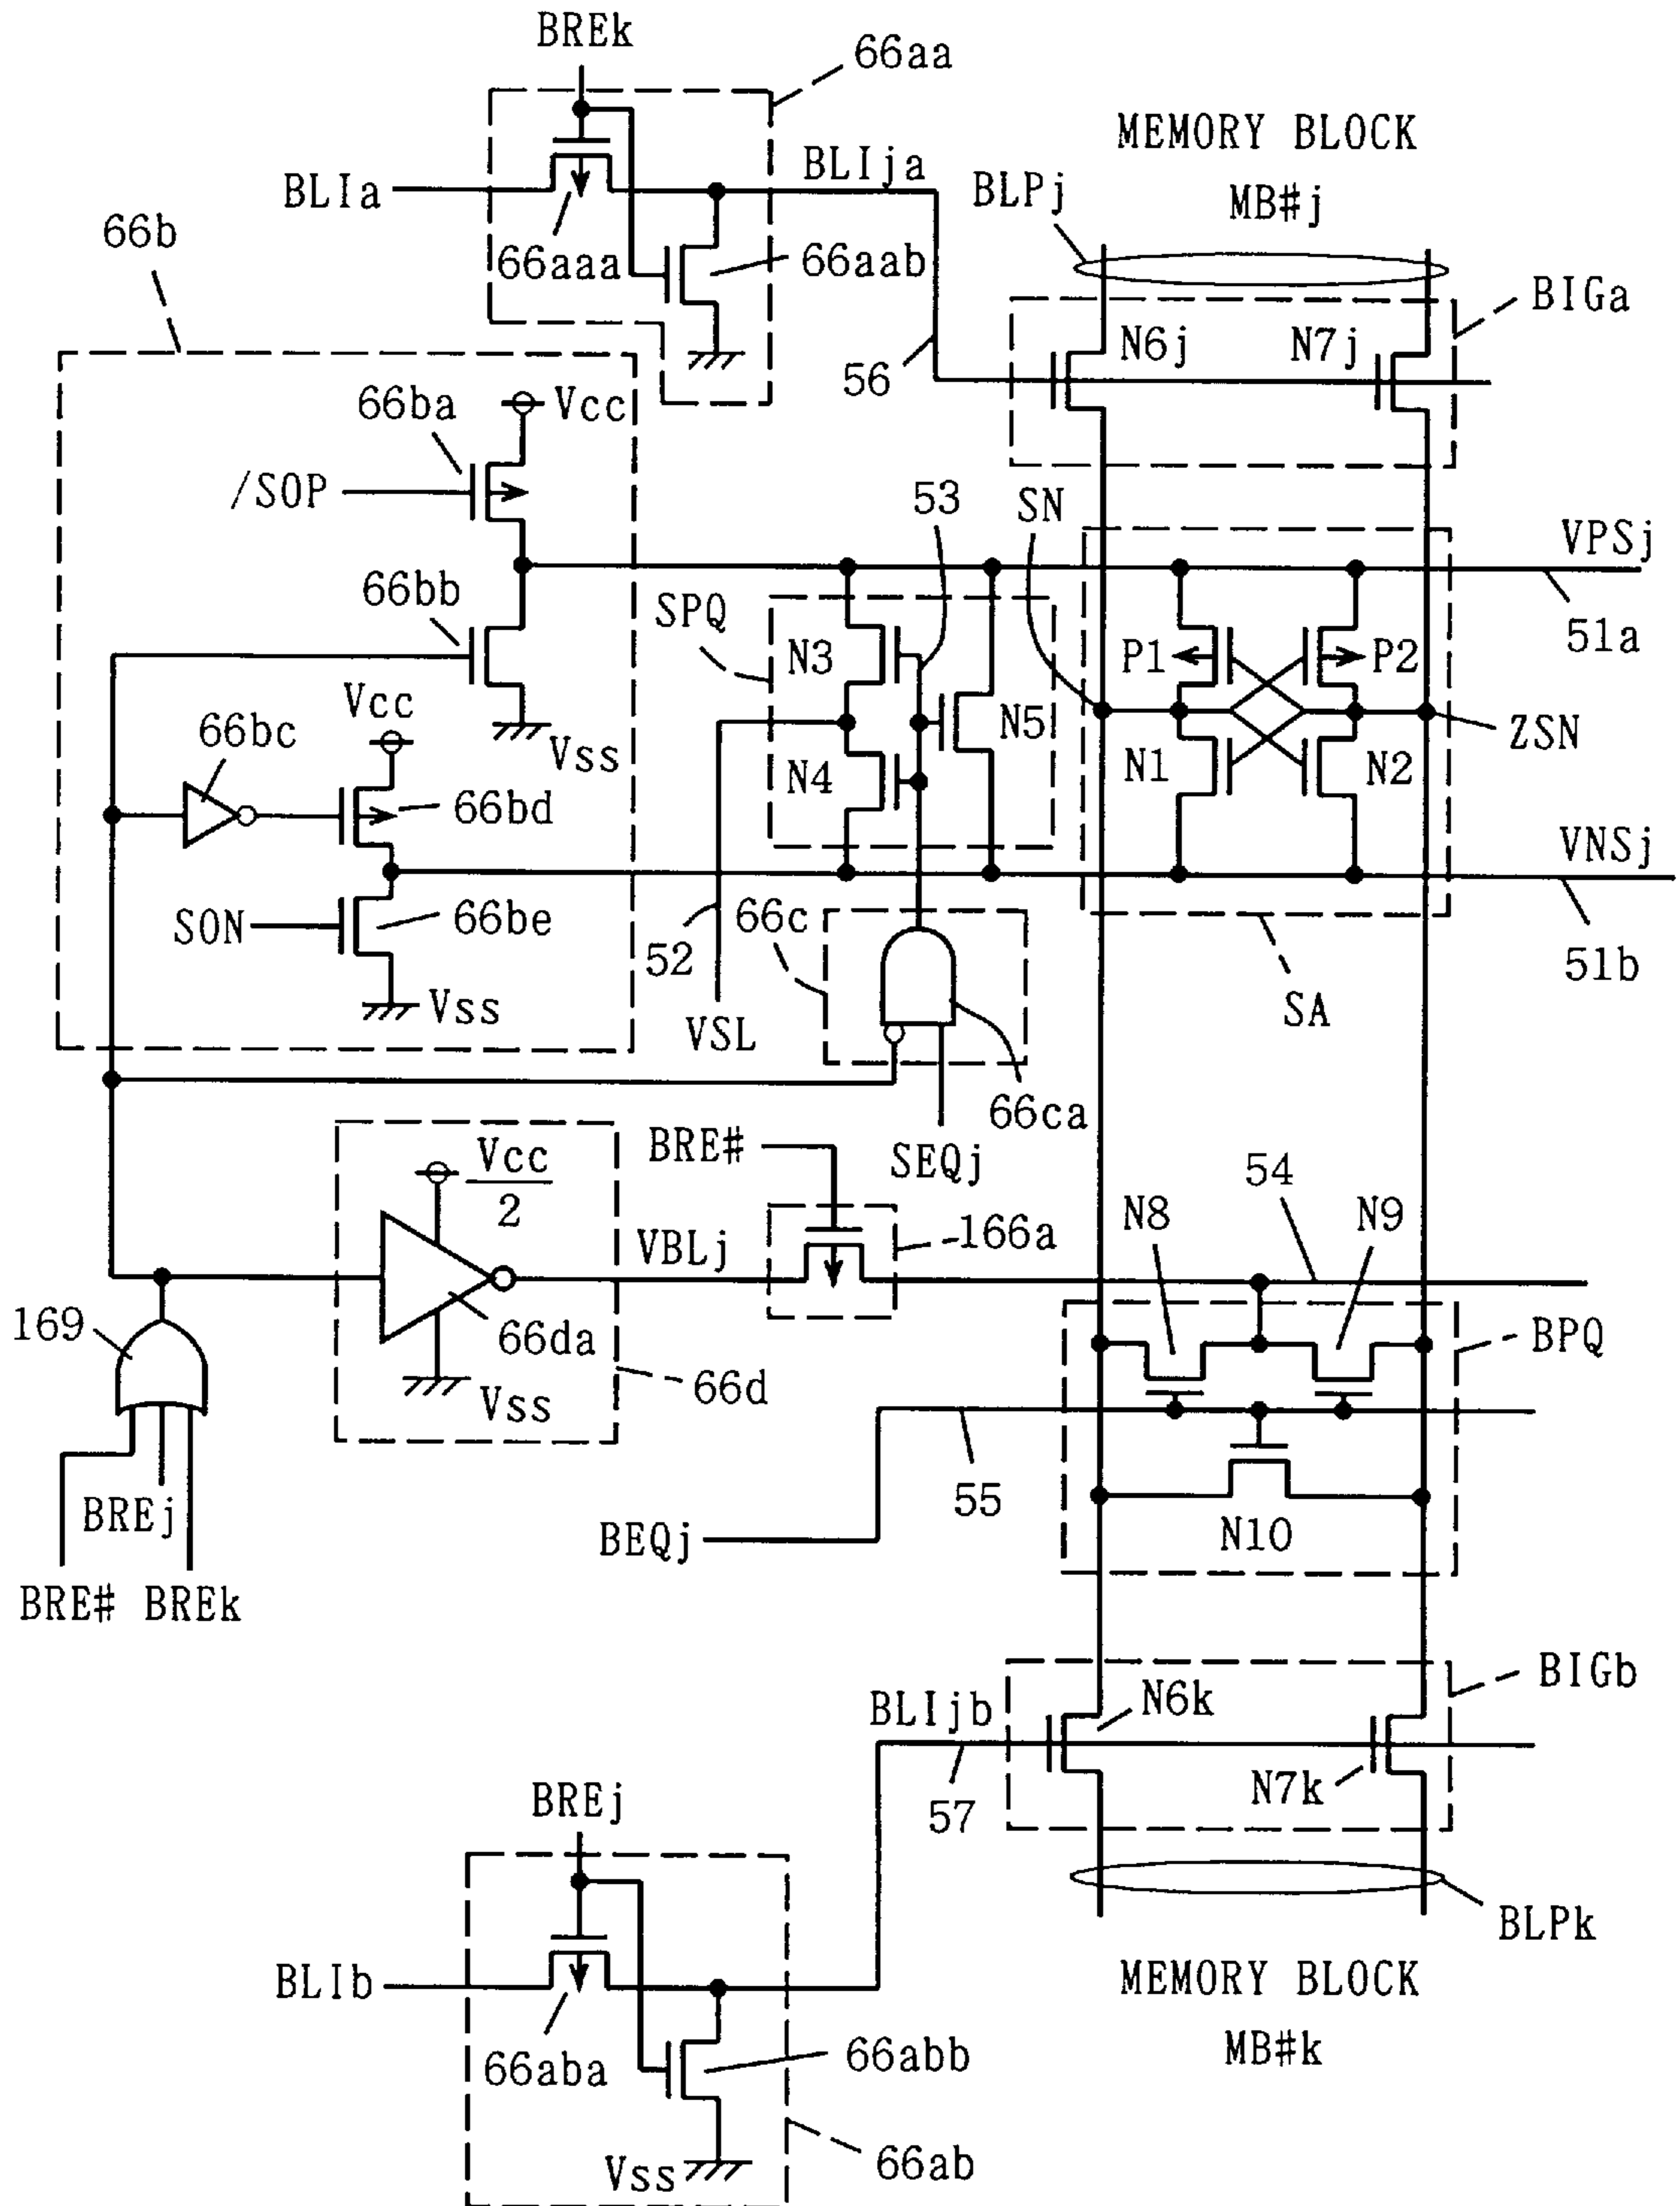 BREk
66aa
MEMORY BLOCK
MB#j
BLIa
BLIja
BLPj
66b
66aaa
66aab
BIGa
N6j
N7j
56
66ba
Vcc
/SOP
53
SN
VPSj
66bb
SPQ
N3
P1
P2
51a
Vcc
66bc
Vss
N5
ZSN
N4
N1
N2
66bd
VNSj
SON
66be
66c
52
51b
Vss
VSL
SA
66ca
BRE#
SEQj
Vcc
2
54
N8
N9
VBLj
166a
169
66da
BPQ
Vss
66d
55
BREj
BEQj
N10
BRE# BREk
BIGb
BLIjb
N6k
N7k
BREj
57
BLPk
BLIb
MEMORY BLOCK
MB#k
66aba
66abb
Vss
66ab